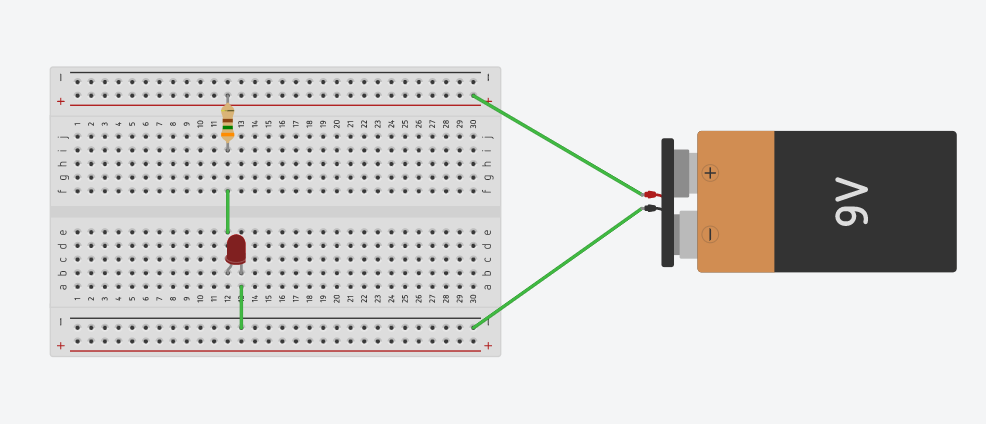 − −
+ +
1 2 3 4 5 6 7 8 9 10 11 12 13 14 15 16 17 18 19 20 21 22 23 24 25 26 27 28 29 30
j j
i i
h h
g g
f f
e e
d d
c c
b b
a a
1 2 3 4 5 6 7 8 9 10 11 12 13 14 15 16 17 18 19 20 21 22 23 24 25 26 27 28 29 30
− −
+ +
+
−
9V